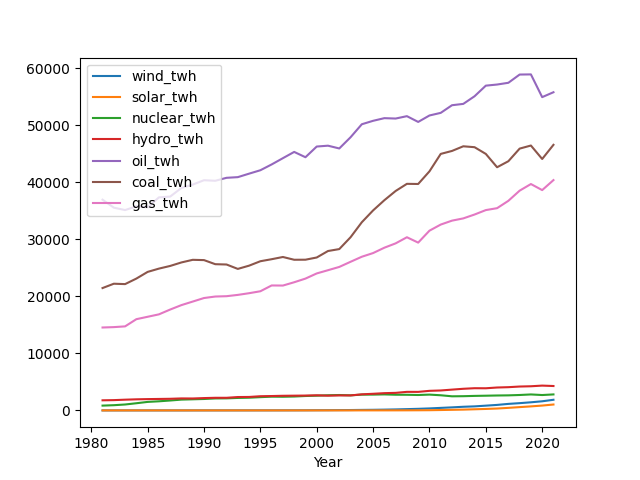 60000
50000
40000
30000
20000
10000
0
wind_twh
solar_twh
nuclear_twh
hydro_twh
oil_twh
coal_twh
gas_twh
1980 1985 1990 1995 2000 2005 2010 2015 2020
Year